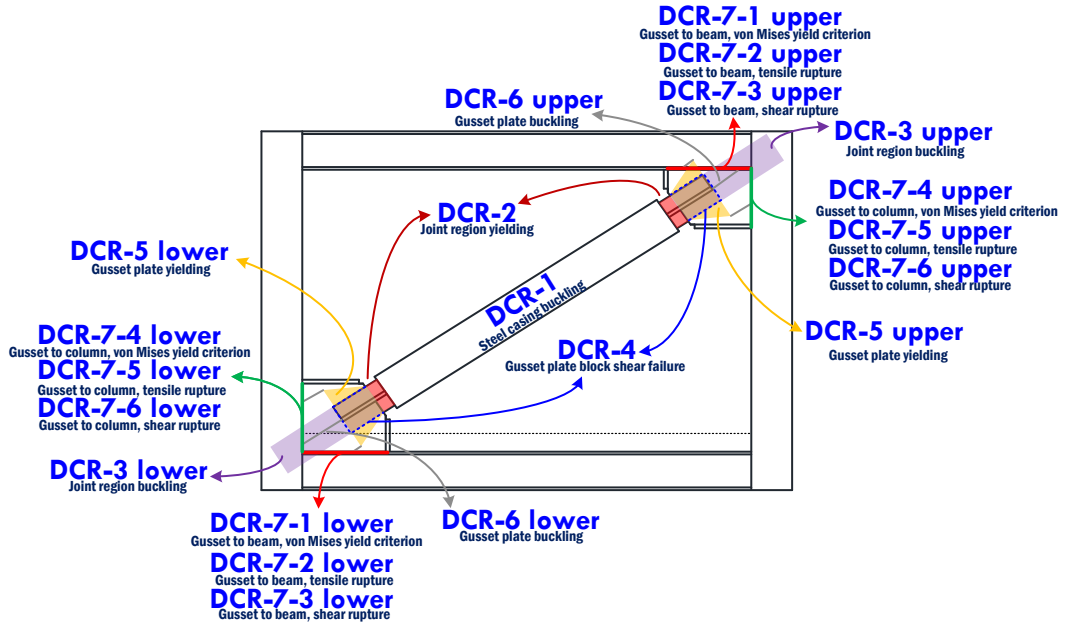 DCR-7-1 upper
Gusset to beam, von Mises yield criterion
DCR-7-2 upper
Gusset to beam, tensile rupture
DCR-7-3 upper
Gusset to beam, shear rupture
DCR-6 upper
Gusset plate buckling
DCR-3 upper
Joint region buckling
DCR-2
Joint region yielding
DCR-7-4 upper
Gusset to column, von Mises yield criterion
DCR-7-5 upper
Gusset to column, tensile rupture
DCR-7-6 upper
Gusset to column, shear rupture
DCR-5 lower
Gusset plate yielding
DCR-1
Steel casing buckling
DCR-5 upper
Gusset plate yielding
DCR-4
Gusset plate block shear failure
DCR-7-4 lower
Gusset to column, von Mises yield criterion
DCR-7-5 lower
Gusset to column, tensile rupture
DCR-7-6 lower
Gusset to column, shear rupture
DCR-3 lower
Joint region buckling
DCR-7-1 lower
Gusset to beam, von Mises yield criterion
DCR-7-2 lower
Gusset to beam, tensile rupture
DCR-7-3 lower
Gusset to beam, shear rupture
DCR-6 lower
Gusset plate buckling